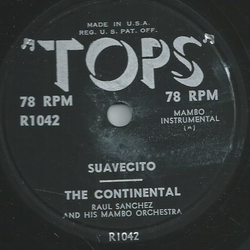 MADE IN U.S.A.
REG. U.S. PAT. OFF.
"TOPS"
78 RPM 78 RPM
R1042
MAMBO
INSTRUMENTAL
SUAVECITO
THE CONTINENTAL
RAUL SANCHEZ
AND HIS MAMBO ORCHESTRA
R1042